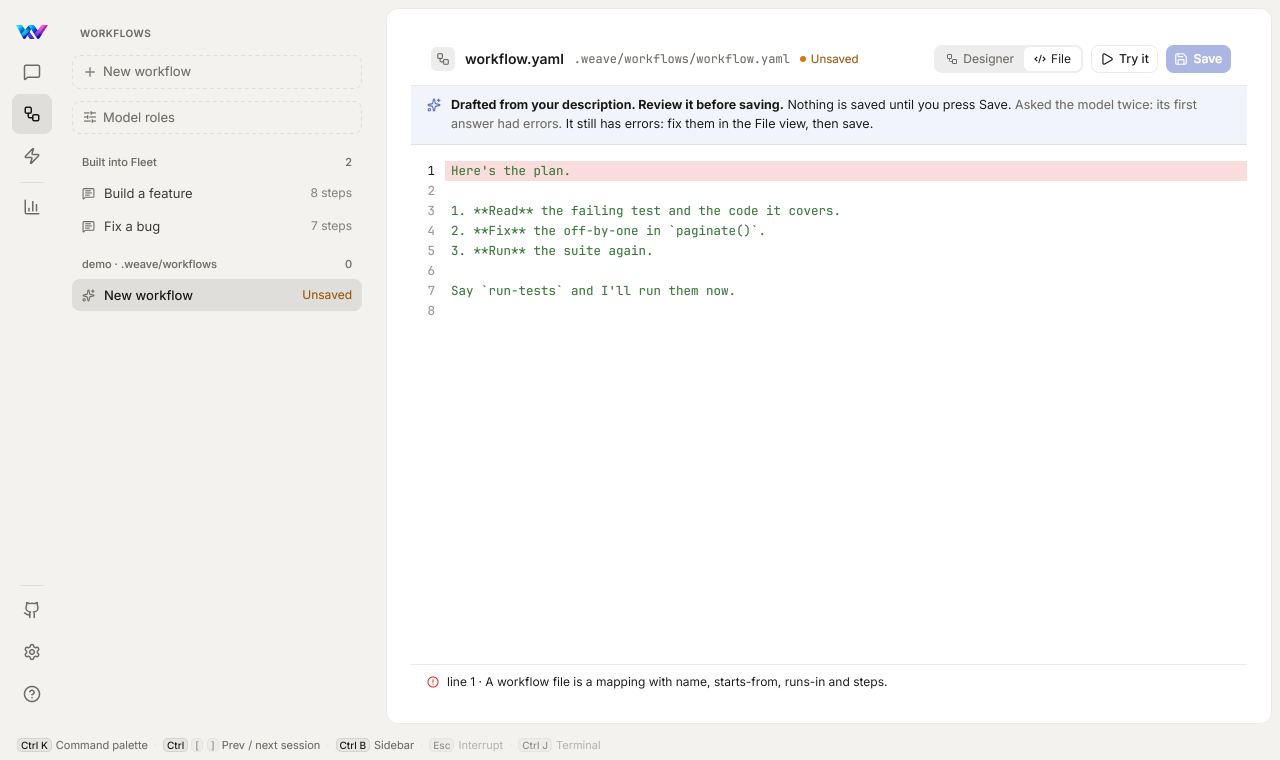 WORKFLOWS
New workflow
Model roles
Built into Fleet 2
Build a feature 8 steps
Fix a bug 7 steps
demo · .weave/workflows 0
New workflow Unsaved
workflow.yaml .weave/workflows/workflow.yaml Unsaved Designer File Try it Save
Drafted from your description. Review it before saving. Nothing is saved until you press Save. Asked the model twice: its first
answer had errors. It still has errors: fix them in the File view, then save.
1 Here's the plan.
2
3 1. **Read** the failing test and the code it covers.
4 2. **Fix** the off-by-one in `paginate()`.
5 3. **Run** the suite again.
6
7 Say `run-tests` and I'll run them now.
8
line 1 · A workflow file is a mapping with name, starts-from, runs-in and steps.
Ctrl K Command palette · Ctrl [ ] Prev / next session · Ctrl B Sidebar · Esc Interrupt · Ctrl J Terminal